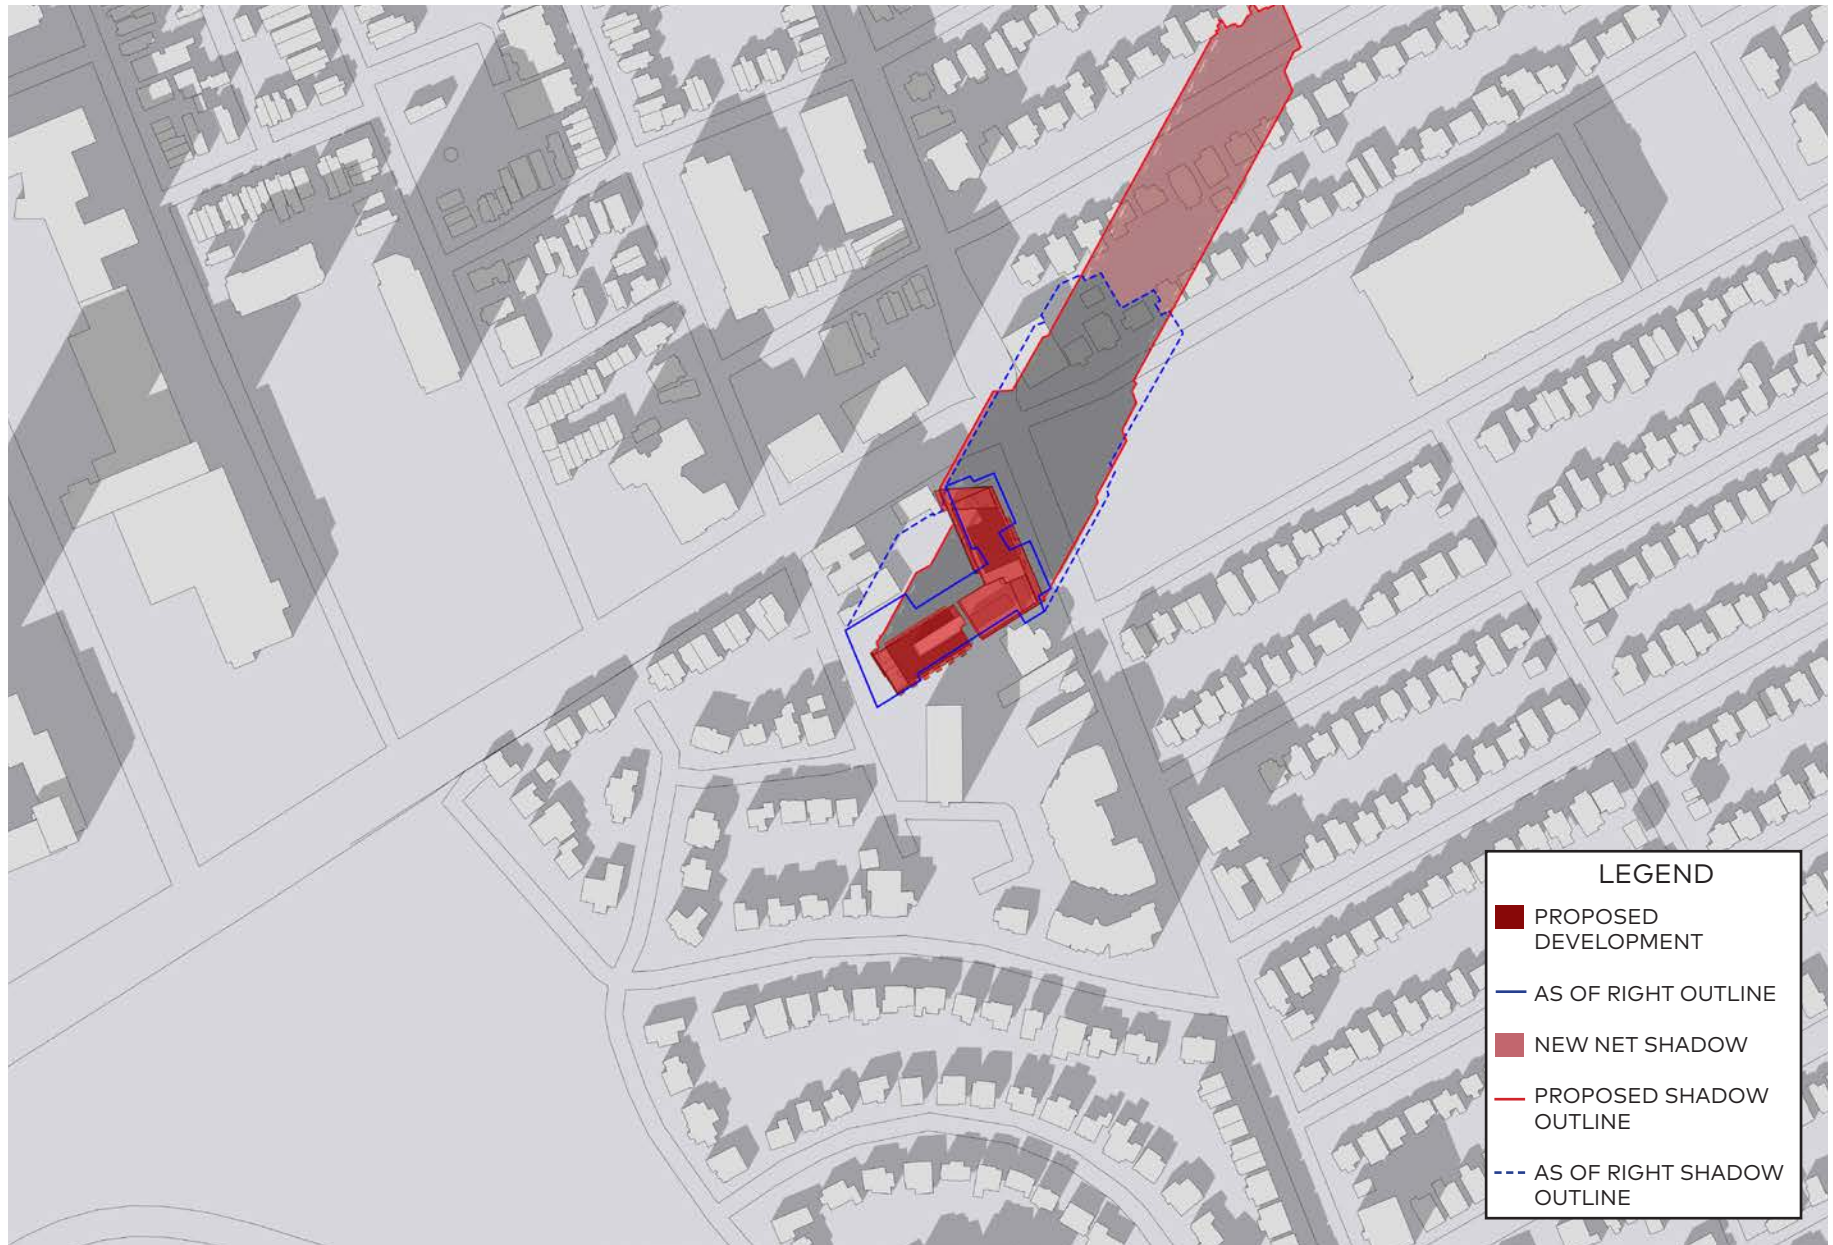 LEGEND
PROPOSED
DEVELOPMENT
AS OF RIGHT OUTLINE
NEW NET SHADOW
PROPOSED SHADOW
OUTLINE
AS OF RIGHT SHADOW
OUTLINE